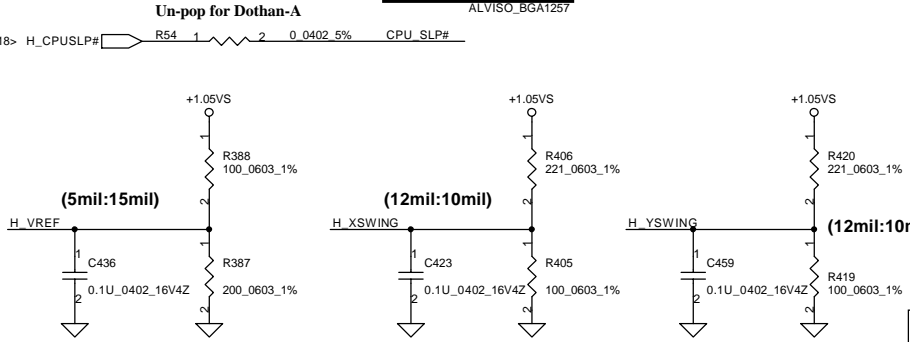 Un-pop for Dothan-A
ALVISO_BGA1257
18> H_CPUSLP# R54 1 2 0_0402_5% CPU_SLP#
+1.05VS +1.05VS +1.05VS
1 1 1
R388 R406 R420
100_0603_1% 221_0603_1% 221_0603_1%
2 2 2
(5mil:15mil) (12mil:10mil)
H_VREF H_XSWING H_YSWING (12mil:10m
1 1 1 1 1 1
C436 R387 C423 R405 C459 R419
0.1U_0402_16V4Z 200_0603_1% 0.1U_0402_16V4Z 100_0603_1% 0.1U_0402_16V4Z 100_0603_1%
2 2 2 2 2 2